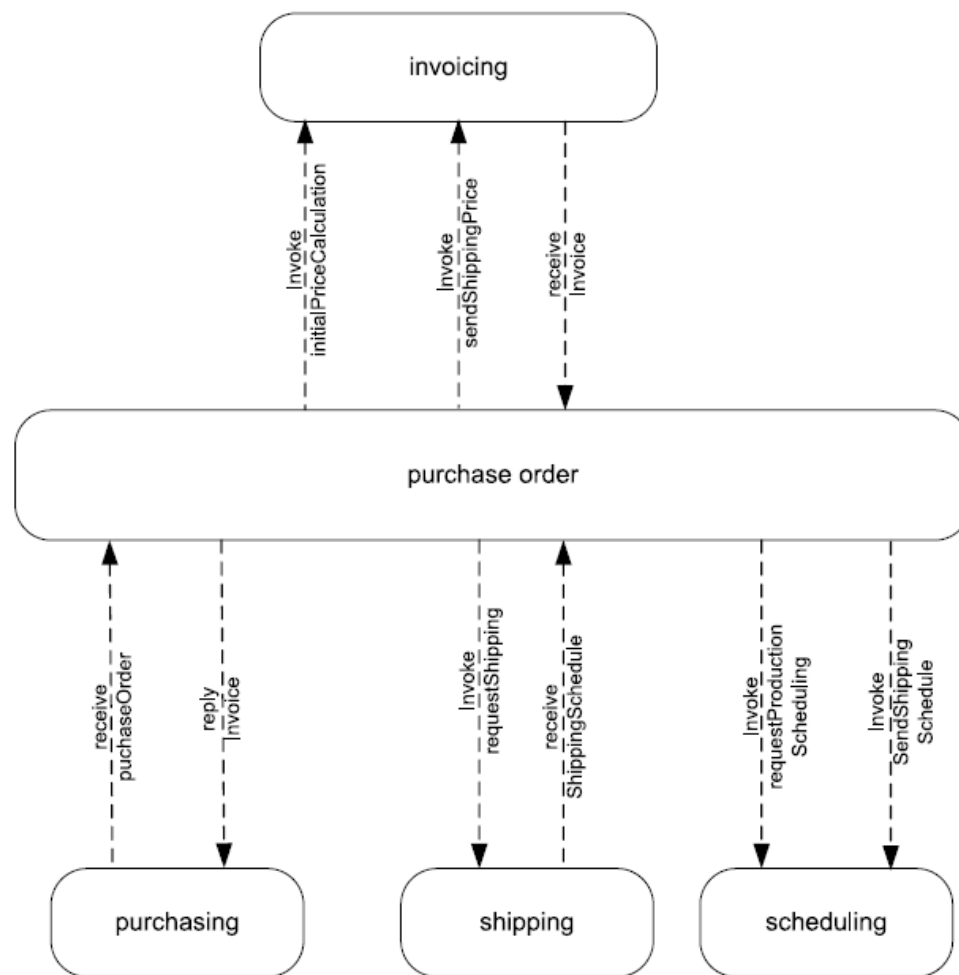 invoicing
Invoke
initialPriceCalculation
Invoke
sendShippingPrice
receive
Invoice
purchase order
receive
puchaseOrder
reply
Invoice
Invoke
requestShipping
receive
ShippingSchedule
Invoke
requestProduction
Scheduling
Invoke
SendShipping
Schedule
purchasing
shipping
scheduling